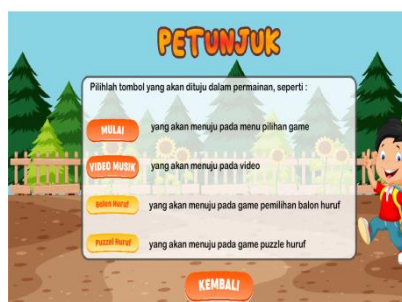 PETUNJUK
Pilihlah tombol yang akan dituju dalam permainan, seperti :
MULAI yang akan menuju pada menu pilihan game
VIDEO MUSIK yang akan menuju pada video
Balon Huruf yang akan menuju pada game pemilihan balon huruf
Puzzel Huruf yang akan menuju pada game puzzle huruf
KEMBALI